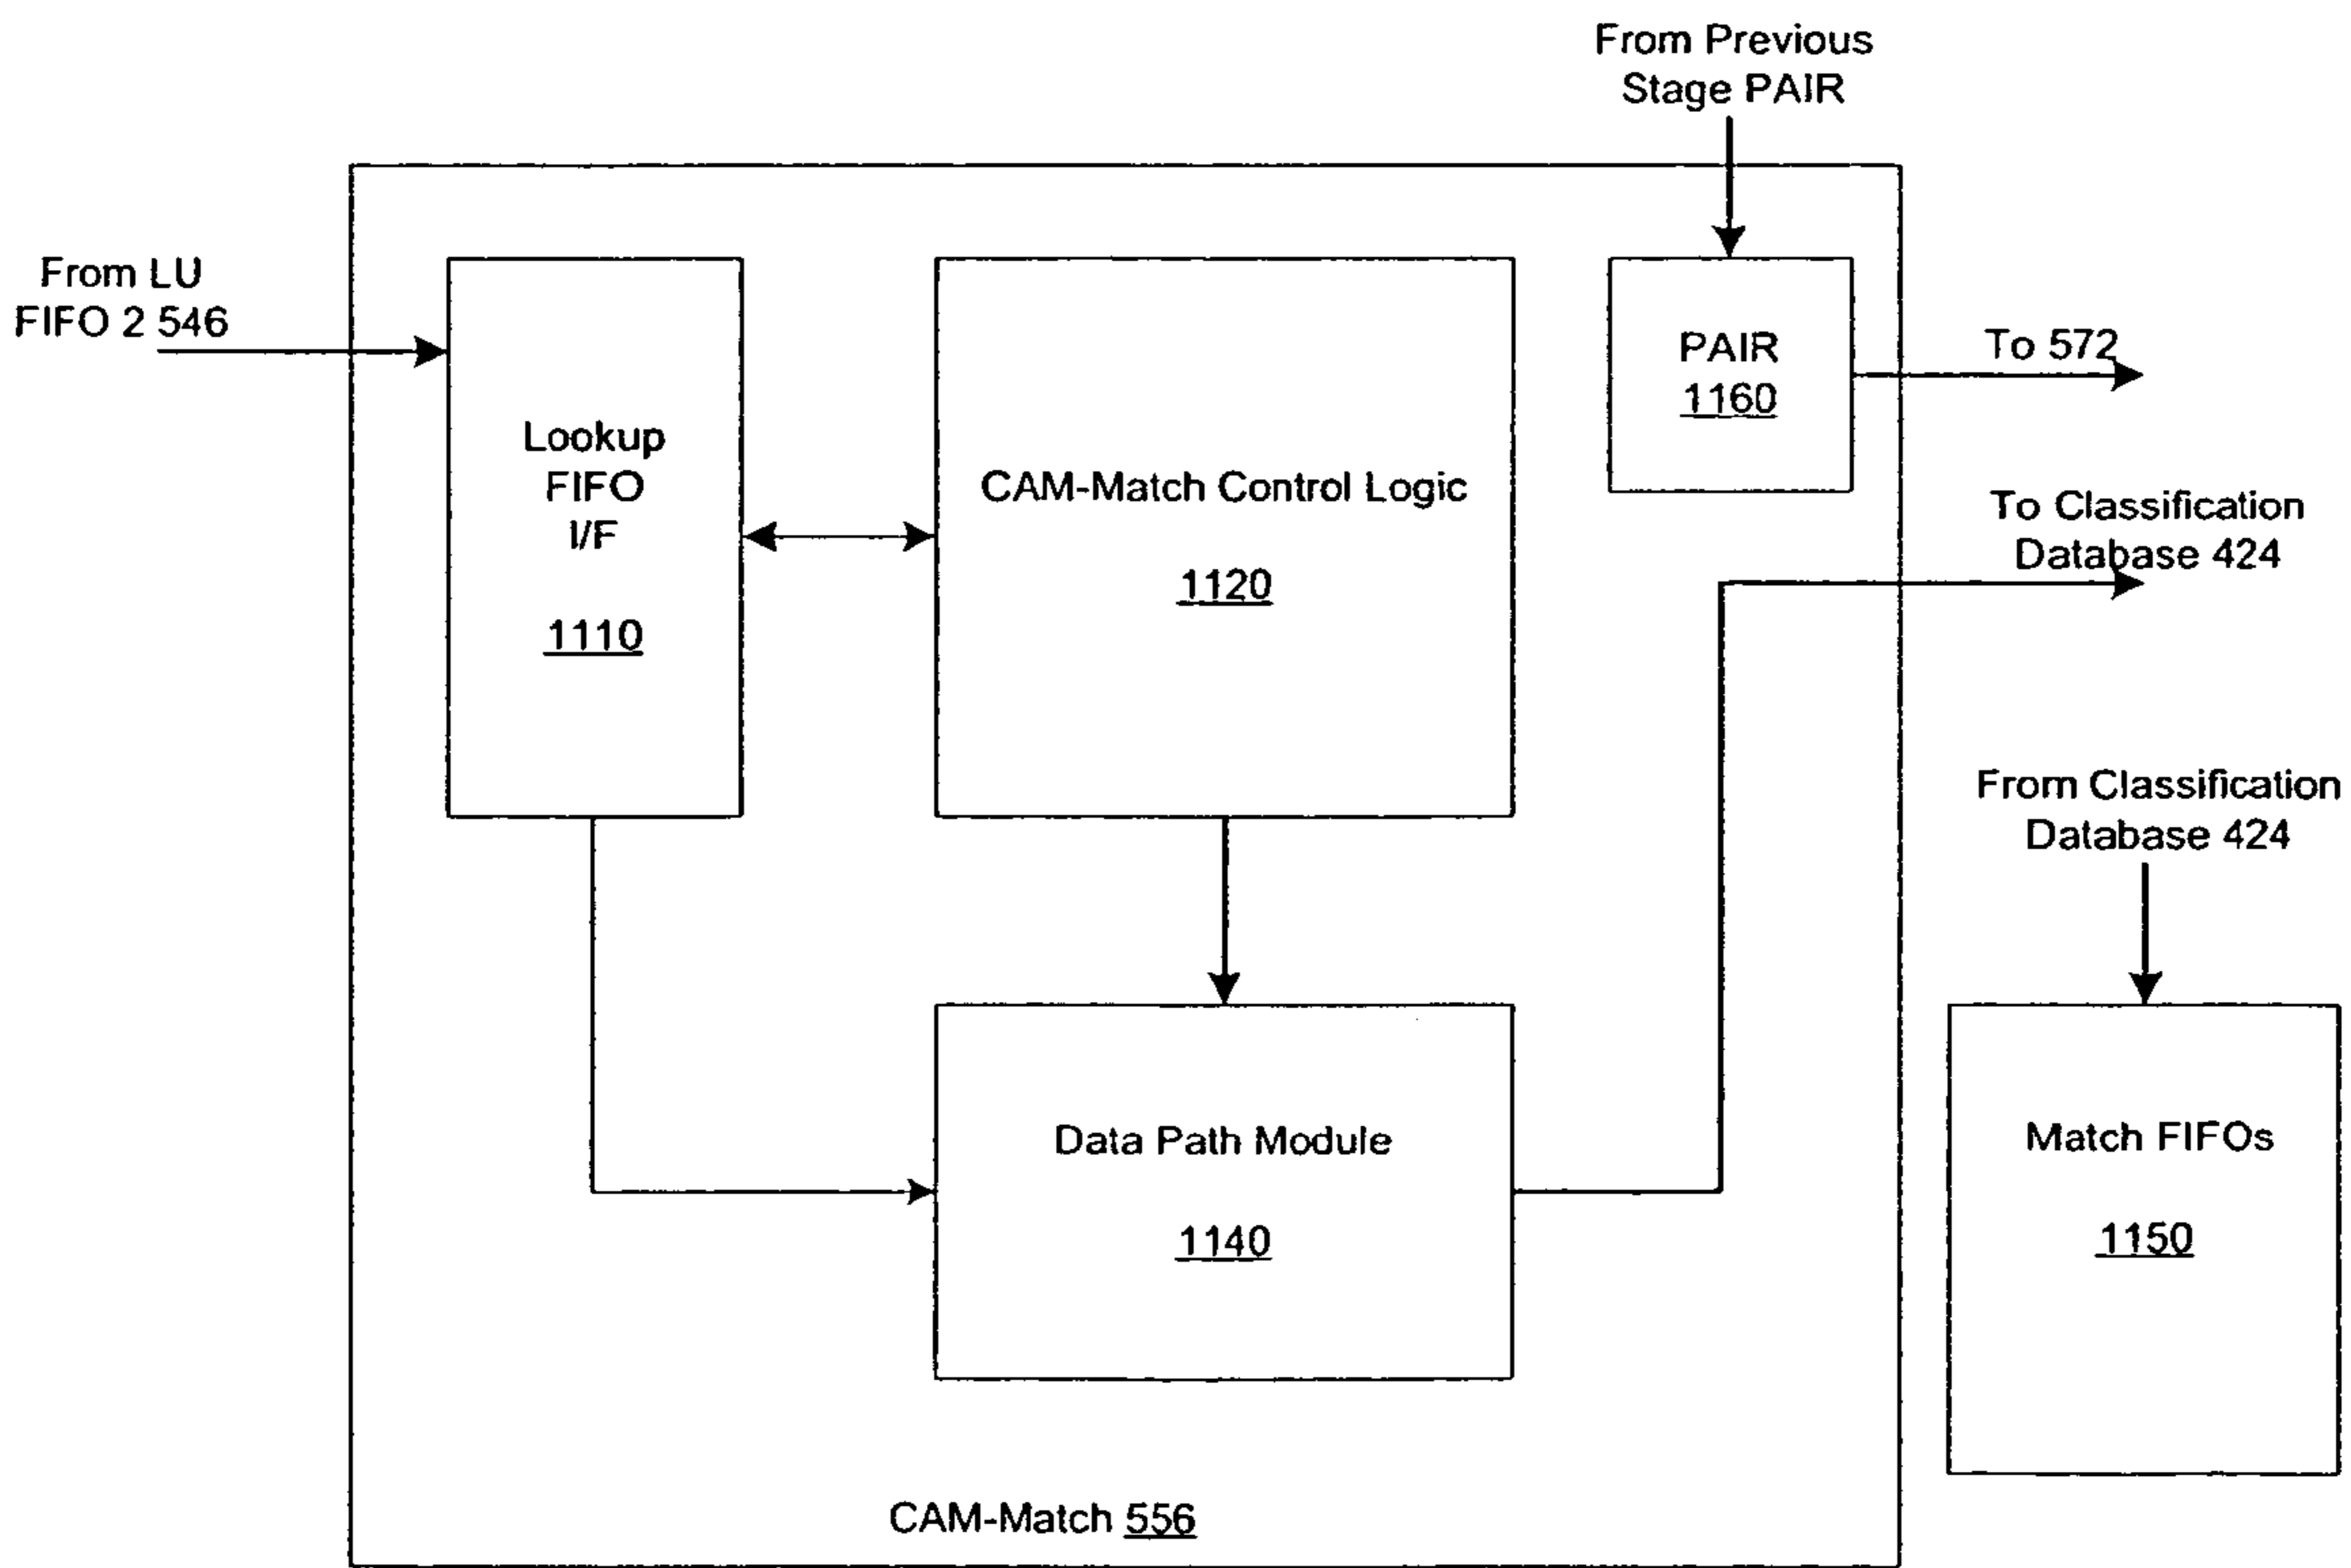 From Previous
Stage PAIR
From LU
FIFO 2 546
Lookup
FIFO
I/F
1110
CAM-Match Control Logic
1120
PAIR
1160
To 572
To Classification
Database 424
From Classification
Database 424
Data Path Module
1140
Match FIFOs
1150
CAM-Match 556